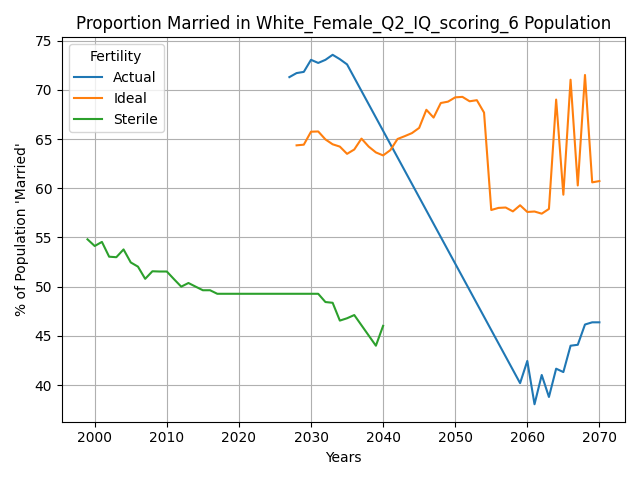 Proportion Married in White_Female_Q2_IQ_scoring_6 Population
Fertility
Actual
Ideal
Sterile
% of Population 'Married'
75
70
65
60
55
50
45
40
2000
2010
2020
2030
2040
2050
2060
2070
Years